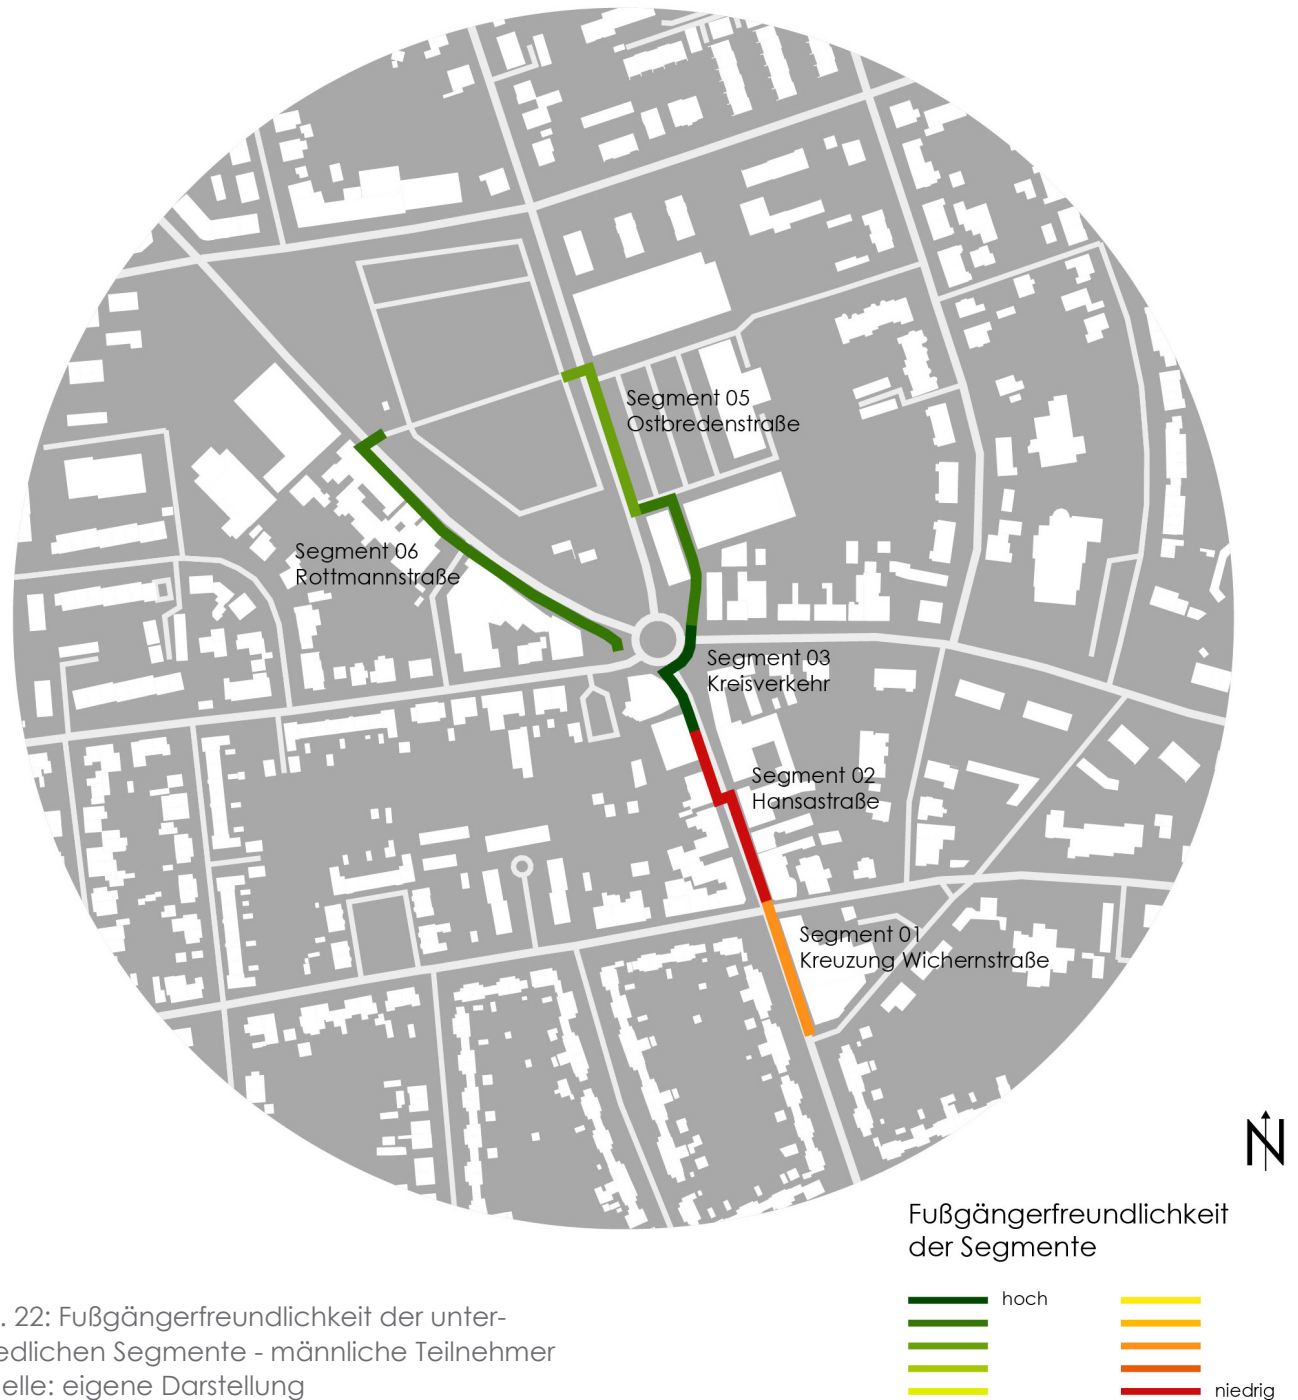 Segment 05
Ostbredenstraße
Segment 06
Rottmannstraße
Segment 03
Kreisverkehr
Segment 02
Hansastraße
Segment 01
Kreuzung Wichernstraße
N
Fußgängerfreundlichkeit
der Segmente
hoch
niedrig
. 22: Fußgängerfreundlichkeit der unter-
edlichen Segmente - männliche Teilnehmer
elle: eigene Darstellung